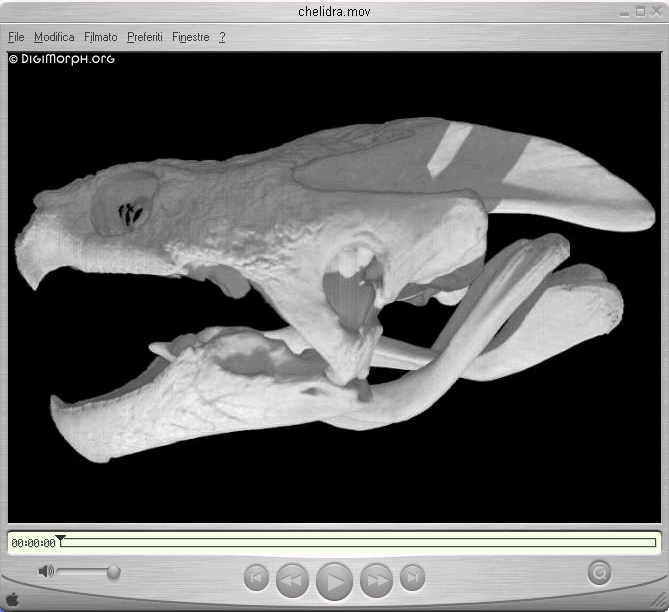 chelidra.mov
File Modifica Filmato Preferiti Finestre ?
© DIGIMORPH.ORG
00:00:00